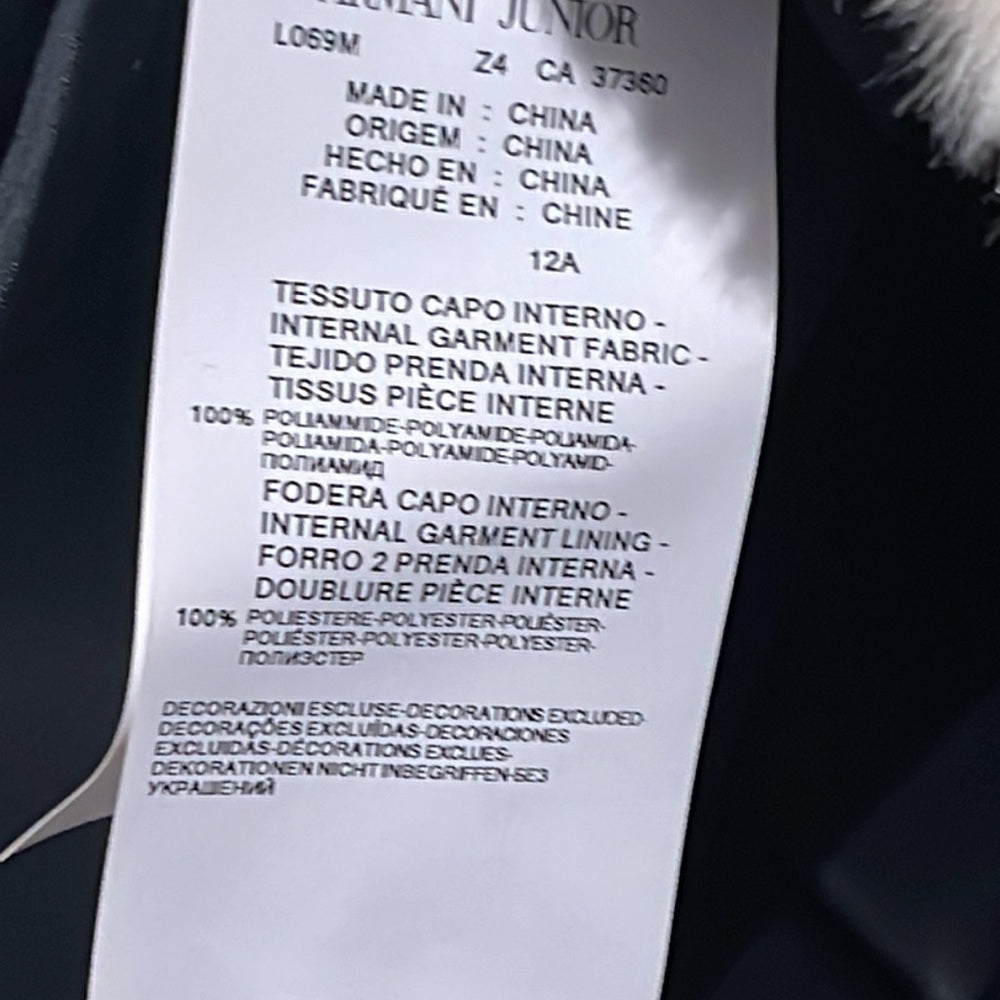 ARMANI JUNIOR
L069M Z4 CA 37360
MADE IN : CHINA
ORIGEM : CHINA
HECHO EN : CHINA
FABRIQUÉ EN : CHINE
12A
TESSUTO CAPO INTERNO -
INTERNAL GARMENT FABRIC -
TEJIDO PRENDA INTERNA -
TISSUS PIÈCE INTERNE
100% POLIAMMIDE-POLYAMIDE-POLIAMIDA-
POLIAMIDA-POLYAMIDE-POLYAMID-
ПОЛИАМИД
FODERA CAPO INTERNO -
INTERNAL GARMENT LINING -
FORRO 2 PRENDA INTERNA -
DOUBLURE PIÈCE INTERNE
100% POLIESTERE-POLYESTER-POLIÉSTER-
POLIÉSTER-POLYESTER-POLYESTER-
ПОЛИЭСТЕР
DECORAZIONI ESCLUSE-DECORATIONS EXCLUDED-
DECORAÇÕES EXCLUÍDAS-DECORACIONES
EXCLUIDAS-DÉCORATIONS EXCLUES-
DEKORATIONEN NICHT INBEGRIFFEN-БЕЗ
УКРАШЕНИЙ